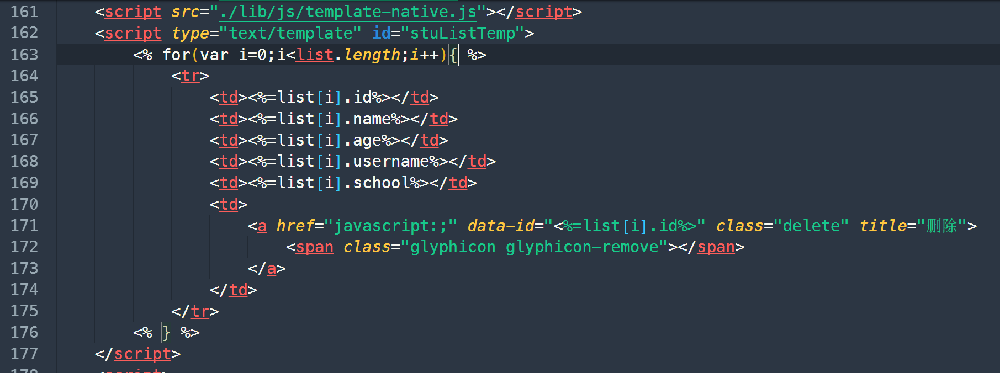 161 <script src="./lib/js/template-native.js"></script>
162 <script type="text/template" id="stuListTemp">
163 <% for(var i=0;i<list.length;i++){ %>
164 <tr>
165 <td><%=list[i].id%></td>
166 <td><%=list[i].name%></td>
167 <td><%=list[i].age%></td>
168 <td><%=list[i].username%></td>
169 <td><%=list[i].school%></td>
170 <td>
171 <a href="javascript:;" data-id="<%=list[i].id%>" class="delete" title="删除">
172 <span class="glyphicon glyphicon-remove"></span>
173 </a>
174 </td>
175 </tr>
176 <% } %>
177 </script>
178 <script>